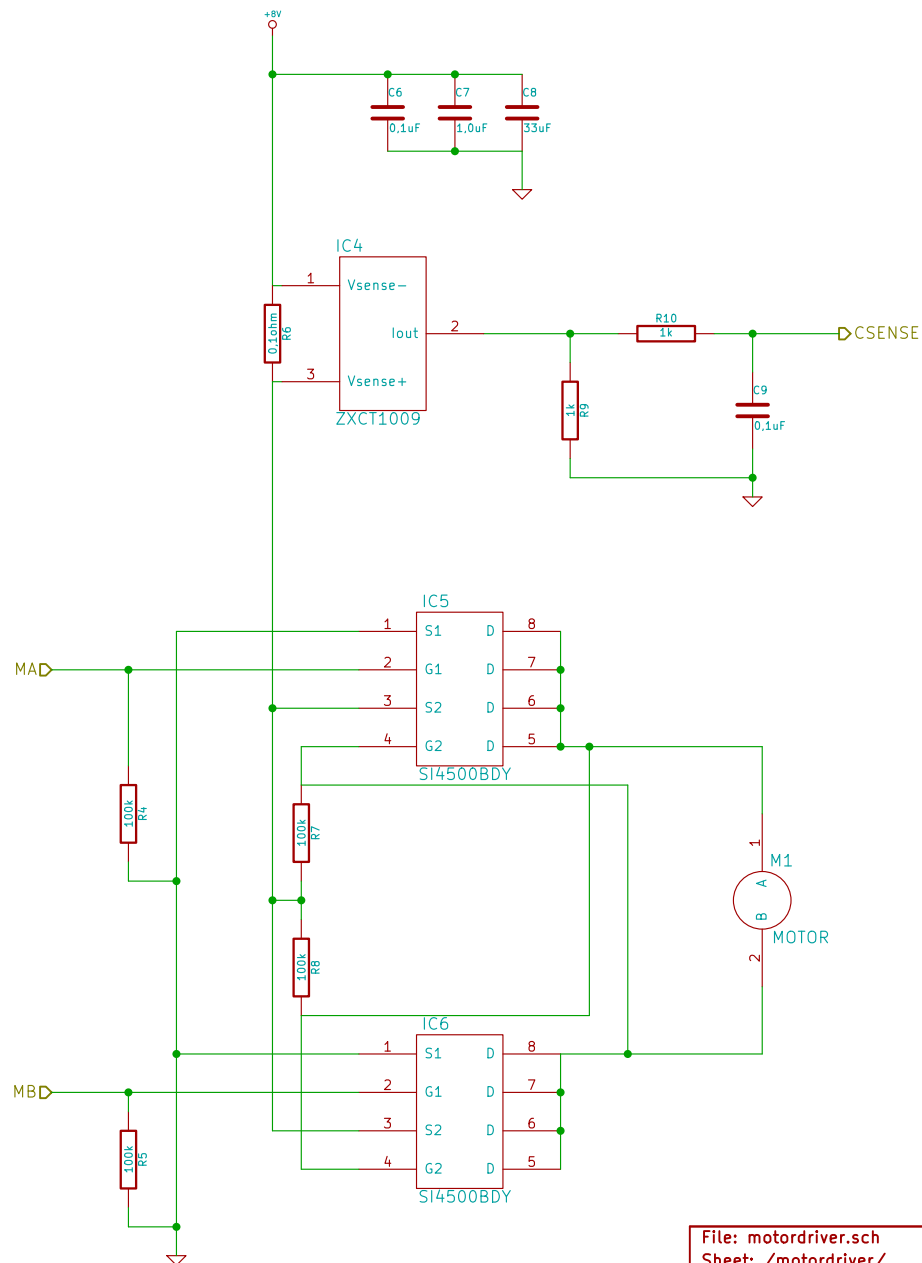 +8V
C6
C7
C8
0,1uF
1,0uF
33uF
IC4
1
Vsense-
0,1ohm
R6
Iout
2
3
Vsense+
ZXCT1009
R10
1k
CSENSE
1k
R9
C9
0,1uF
IC5
1
S1
D
8
MA
2
G1
D
7
3
S2
D
6
4
G2
D
5
SI4500BDY
100k
R4
100k
R7
1
M1
A
B
MOTOR
2
100k
R8
IC6
1
S1
D
8
MB
2
G1
D
7
3
S2
D
6
4
G2
D
5
SI4500BDY
100k
R5
File: motordriver.sch
Sheet: /motordriver/